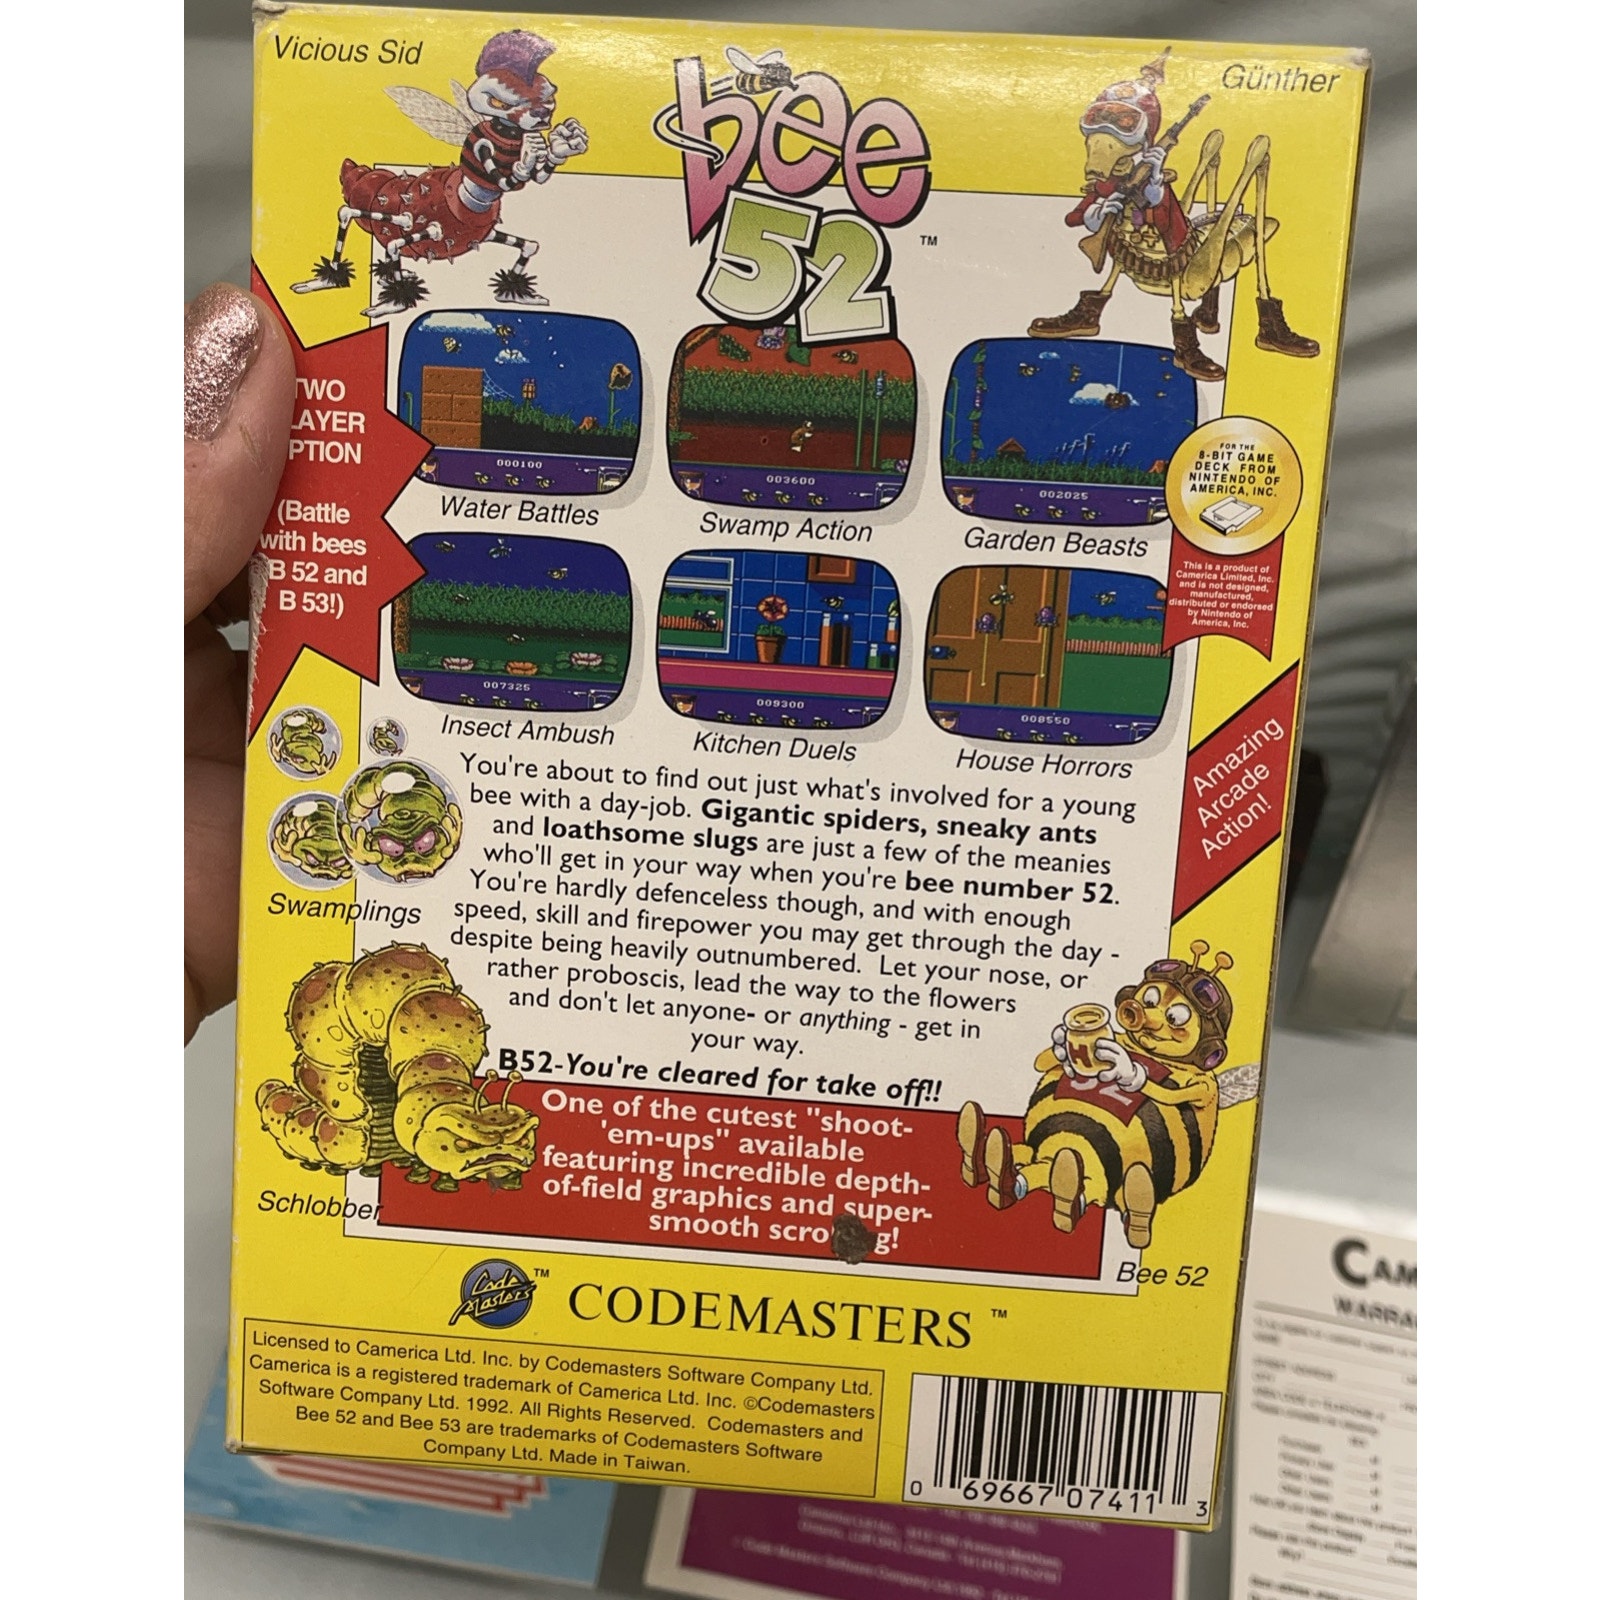 Vicious Sid
Günther
bee
52
TM
TWO
LAYER
PTION
(Battle
with bees
B 52 and
B 53!)
000100
Water Battles
003600
Swamp Action
002025
Garden Beasts
FOR THE
8-BIT GAME
DECK FROM
NINTENDO OF
AMERICA, INC.
This is a product of
Camerica Limited, Inc.
and is not designed,
manufactured,
distributed or endorsed
by Nintendo of
America, Inc.
007325
Insect Ambush
009300
Kitchen Duels
008550
House Horrors
Amazing
Arcade
Action!
You're about to find out just what's involved for a young
bee with a day-job. Gigantic spiders, sneaky ants
and loathsome slugs are just a few of the meanies
who'll get in your way when you're bee number 52.
You're hardly defenceless though, and with enough
speed, skill and firepower you may get through the day -
despite being heavily outnumbered. Let your nose, or
rather proboscis, lead the way to the flowers
and don't let anyone- or anything - get in
your way.
B52-You're cleared for take off!!
Swamplings
Schlobber
One of the cutest "shoot-
'em-ups" available
featuring incredible depth-
of-field graphics and super-
smooth scro g!
H
52
Bee 52
Code
Masters
TM
CODEMASTERS TM
Licensed to Camerica Ltd. Inc. by Codemasters Software Company Ltd.
Camerica is a registered trademark of Camerica Ltd. Inc. ©Codemasters
Software Company Ltd. 1992. All Rights Reserved. Codemasters and
Bee 52 and Bee 53 are trademarks of Codemasters Software
Company Ltd. Made in Taiwan.
0 69667 07411 3
CAM
WARRA